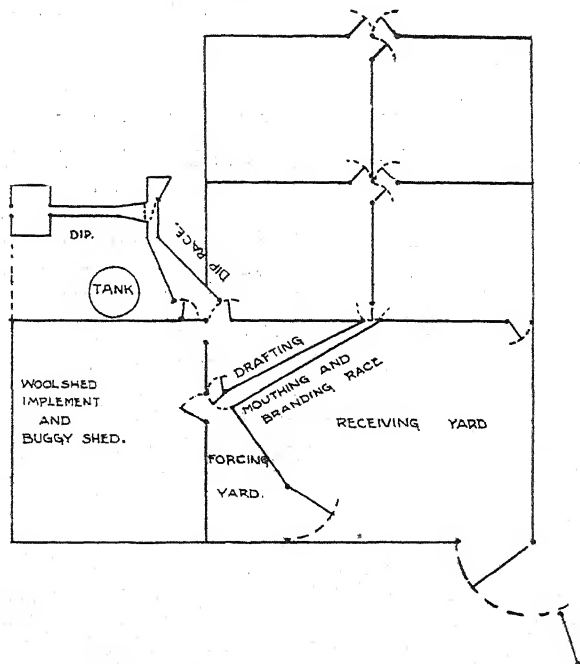 DIP.
DIP RACE.
TANK
DRAFTING
MOUTHING AND
BRANDING RACE
WOOLSHED
IMPLEMENT
AND
BUGGY SHED.
RECEIVING YARD
FORCING
YARD.